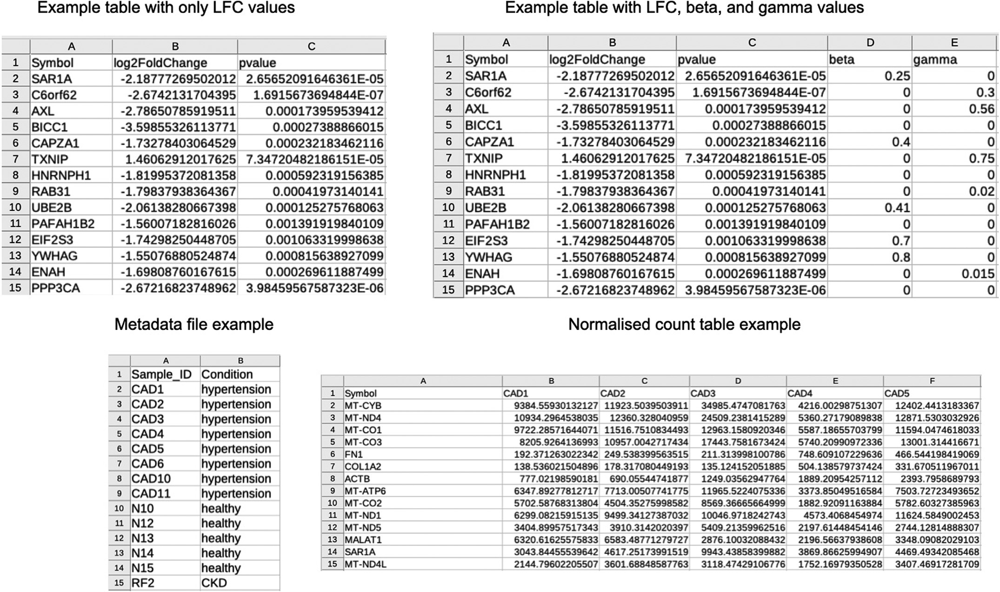 Example table with only LFC values
A B C
1 Symbol log2FoldChange pvalue
2 SAR1A -2.18777269502012 2.65652091646361E-05
3 C6orf62 -2.6742131704395 1.6915673694844E-07
4 AXL -2.78650785919511 0.000173959539412
5 BICC1 -3.59855326113771 0.00027388866015
6 CAPZA1 -1.73278403064529 0.000232183462116
7 TXNIP 1.46062912017625 7.34720482186151E-05
8 HNRNPH1 -1.81995372081358 0.000592319156385
9 RAB31 -1.79837938364367 0.00041973140141
10 UBE2B -2.06138280667398 0.000125275768063
11 PAFAH1B2 -1.56007182816026 0.001391919840109
12 EIF2S3 -1.74298250448705 0.001063319998638
13 YWHAG -1.55076880524874 0.000815638927099
14 ENAH -1.69808760167615 0.000269611887499
15 PPP3CA -2.67216823748962 3.98459567587323E-06
Example table with LFC, beta, and gamma values
A B C D E
1 Symbol log2FoldChange pvalue beta gamma
2 SAR1A -2.18777269502012 2.65652091646361E-05 0.25 0
3 C6orf62 -2.6742131704395 1.6915673694844E-07 0 0.3
4 AXL -2.78650785919511 0.000173959539412 0 0.56
5 BICC1 -3.59855326113771 0.00027388866015 0 0
6 CAPZA1 -1.73278403064529 0.000232183462116 0.4 0
7 TXNIP 1.46062912017625 7.34720482186151E-05 0 0.75
8 HNRNPH1 -1.81995372081358 0.000592319156385 0 0
9 RAB31 -1.79837938364367 0.00041973140141 0 0.02
10 UBE2B -2.06138280667398 0.000125275768063 0.41 0
11 PAFAH1B2 -1.56007182816026 0.001391919840109 0 0
12 EIF2S3 -1.74298250448705 0.001063319998638 0.7 0
13 YWHAG -1.55076880524874 0.000815638927099 0.8 0
14 ENAH -1.69808760167615 0.000269611887499 0 0.015
15 PPP3CA -2.67216823748962 3.98459567587323E-06 0 0
Metadata file example
A B
1 Sample_ID Condition
2 CAD1 hypertension
3 CAD2 hypertension
4 CAD3 hypertension
5 CAD4 hypertension
6 CAD5 hypertension
7 CAD6 hypertension
8 CAD10 hypertension
9 CAD11 hypertension
10 N10 healthy
11 N12 healthy
12 N13 healthy
13 N14 healthy
14 N15 healthy
15 RF2 CKD
Normalised count table example
A B C D E F
1 Symbol CAD1 CAD2 CAD3 CAD4 CAD5
2 MT-CYB 9384.55930132127 11923.5039503911 34985.4747081763 4216.00298751307 12402.4413183367
3 MT-ND4 10934.2964538035 12360.328040959 24509.2381415289 5360.27179089838 12871.5303032926
4 MT-CO1 9722.28571644071 11516.7510834493 12963.1580920346 5587.18655703799 11594.0474618033
5 MT-CO3 8205.9264136993 10957.0042717434 17443.7581673424 5740.20990972336 13001.314416671
6 FN1 192.371263022342 249.538399563515 211.313998100786 748.609107229636 466.544198419069
7 COL1A2 138.536021504896 178.317080449193 135.124152051885 504.138579737424 331.670511967011
8 ACTB 777.02198590181 690.05544741877 1249.03562947764 1889.20954257112 2393.7958689793
9 MT-ATP6 6347.89277812717 7713.00507741775 11965.5224075336 3373.85049516584 7503.72723493652
10 MT-CO2 5702.58768313804 4504.35275998582 8569.36665664999 1882.92091163884 5782.60327385963
11 MT-ND1 6299.08215915135 9499.34127387032 10046.9718242743 4573.4068454974 11624.5849002453
12 MT-ND5 3404.89957517343 3910.3142020397 5409.21359962516 2197.61448454146 2744.12814888307
13 MALAT1 6320.61625575833 6583.48771279727 2876.10032088432 2196.56637938608 3348.09082029103
14 SAR1A 3043.84455539642 4617.25173991519 9943.43858399882 3869.86625994907 4469.49342085468
15 MT-ND4L 2144.79602205507 3601.68848587763 3118.47429106776 1752.16979350528 3407.46917281709